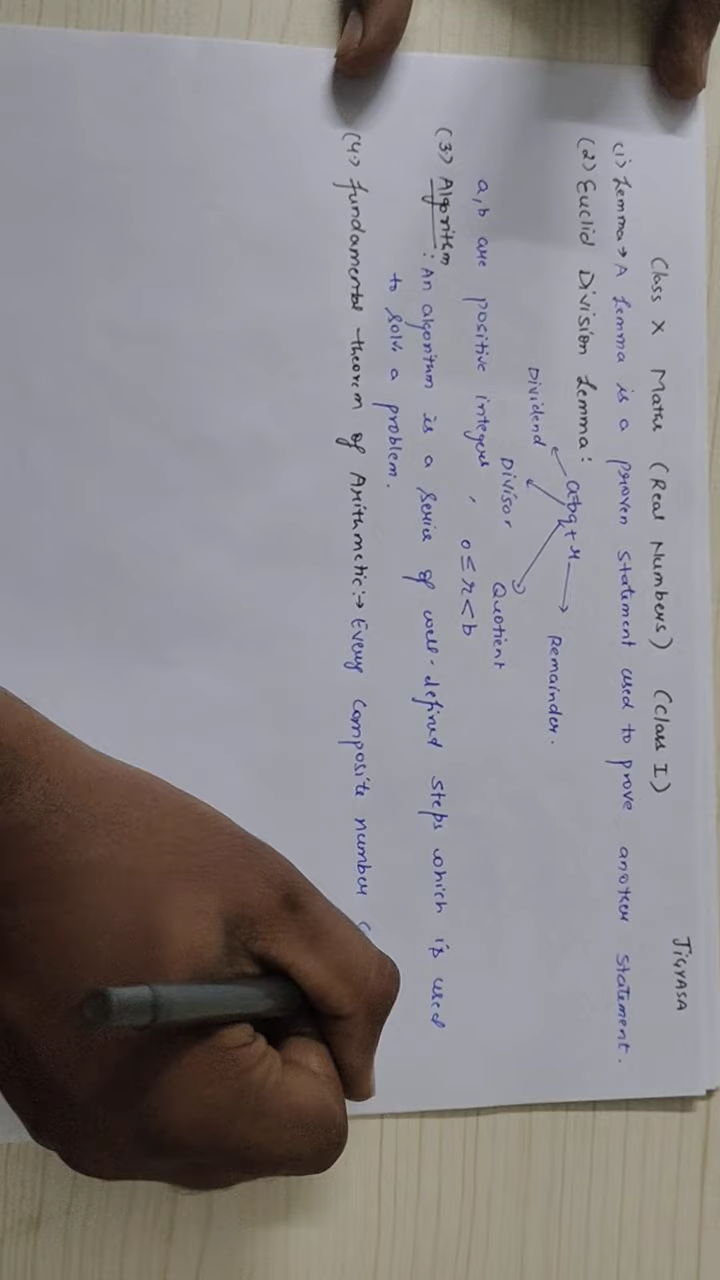 JIGYASA
Class X Maths (Real Numbers) (Class I)
(1) Lemma → A Lemma is a proven statement used to prove another statement.
(2) Euclid Division Lemma :
a=bq+r → Remainder.
Dividend Divisor Quotient
a,b are positive integers , 0≤r<b
(3) Algorithm : An algorithm is a serie of well-defined steps which is used
to solve a problem.
(4) fundamental theorem of Arithmetic:→ Every Composite number